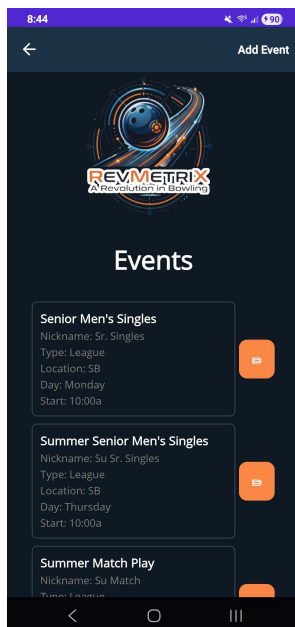 8:44
90
Add Event
REVMETRIX
A Revolution in Bowling
Events
Senior Men's Singles
Nickname: Sr. Singles
Type: League
Location: SB
Day: Monday
Start: 10:00a
Summer Senior Men's Singles
Nickname: Su Sr. Singles
Type: League
Location: SB
Day: Thursday
Start: 10:00a
Summer Match Play
Nickname: Su Match
Type: League